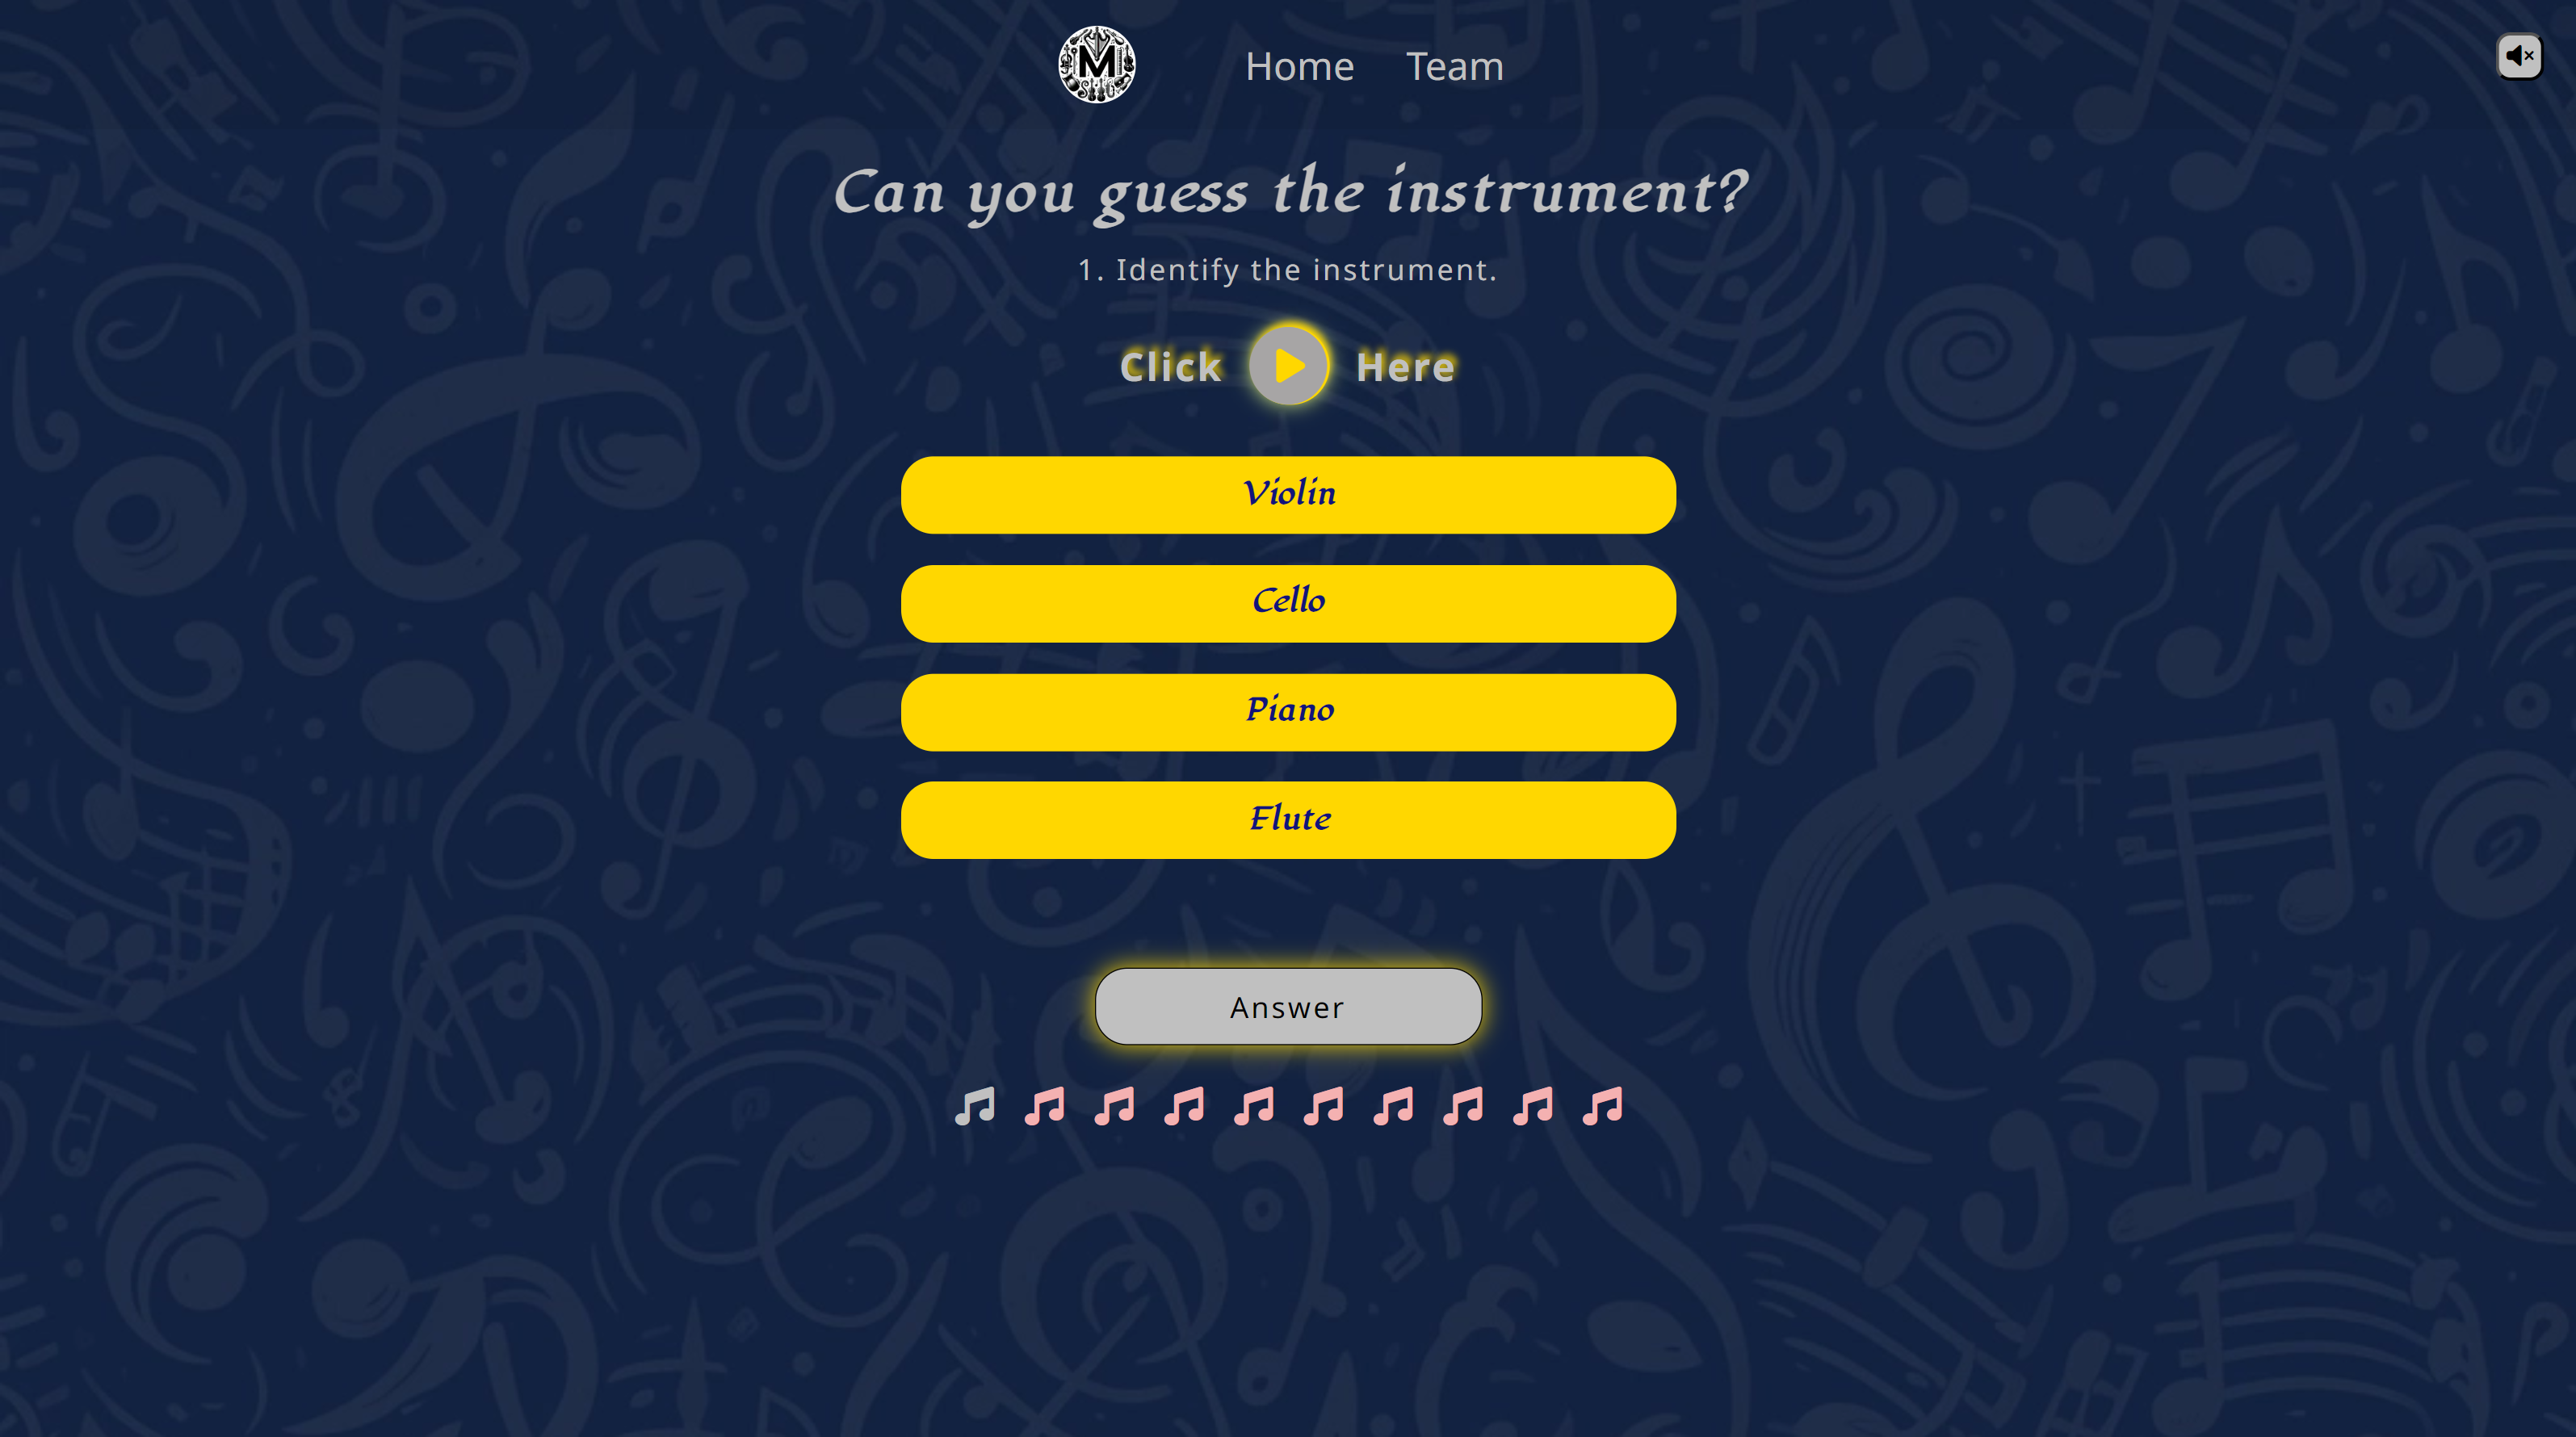 M
Home Team
Can you guess the instrument?
1. Identify the instrument.
Click Here
Violin
Cello
Piano
Flute
Answer